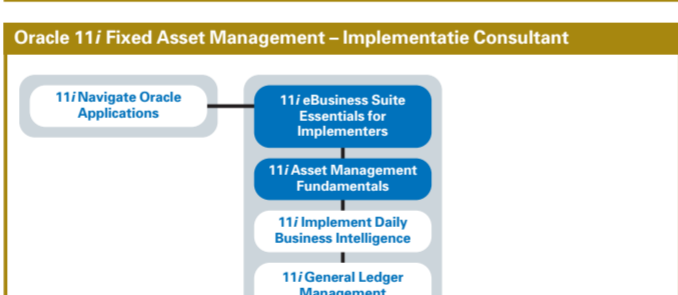 Oracle 11i Fixed Asset Management – Implementatie Consultant
11i Navigate Oracle
Applications
11i eBusiness Suite
Essentials for
Implementers
11i Asset Management
Fundamentals
11i Implement Daily
Business Intelligence
11i General Ledger
Management